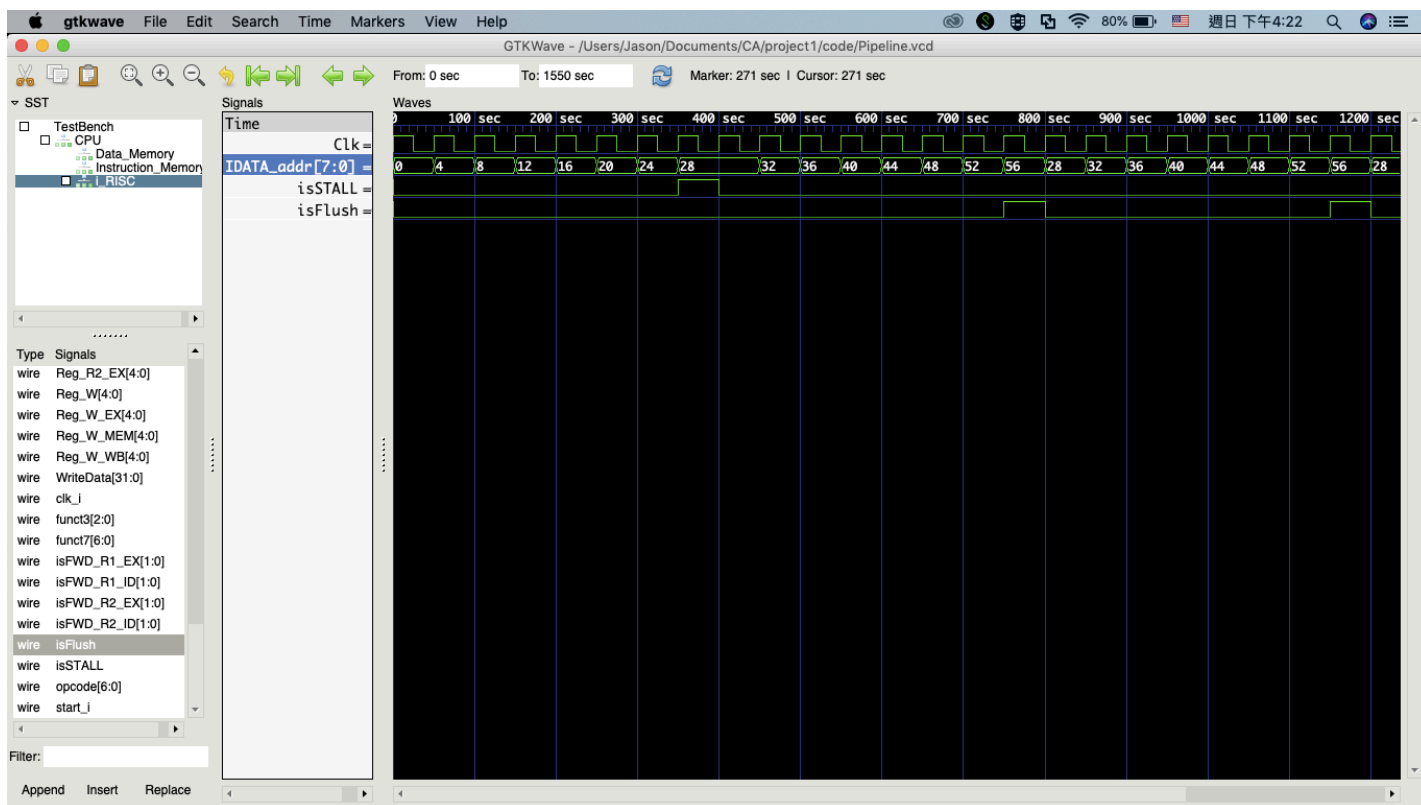 gtkwave File Edit Search Time Markers View Help 80% 週日 下午4:22
GTKWave - /Users/Jason/Documents/CA/project1/code/Pipeline.vcd
From: 0 sec To: 1550 sec Marker: 271 sec | Cursor: 271 sec
SST
TestBench
CPU
Data_Memory
Instruction_Memory
i_RISC
Type Signals
wire Reg_R2_EX[4:0]
wire Reg_W[4:0]
wire Reg_W_EX[4:0]
wire Reg_W_MEM[4:0]
wire Reg_W_WB[4:0]
wire WriteData[31:0]
wire clk_i
wire funct3[2:0]
wire funct7[6:0]
wire isFWD_R1_EX[1:0]
wire isFWD_R1_ID[1:0]
wire isFWD_R2_EX[1:0]
wire isFWD_R2_ID[1:0]
wire isFlush
wire isSTALL
wire opcode[6:0]
wire start_i
Filter:
Append Insert Replace
Signals
Time
Clk=
IDATA_addr[7:0] =
isSTALL =
isFlush=
Waves
100 sec 200 sec 300 sec 400 sec 500 sec 600 sec 700 sec 800 sec 900 sec 1000 sec 1100 sec 1200 sec
0 4 8 12 16 20 24 28 32 36 40 44 48 52 56 28 32 36 40 44 48 52 56 28